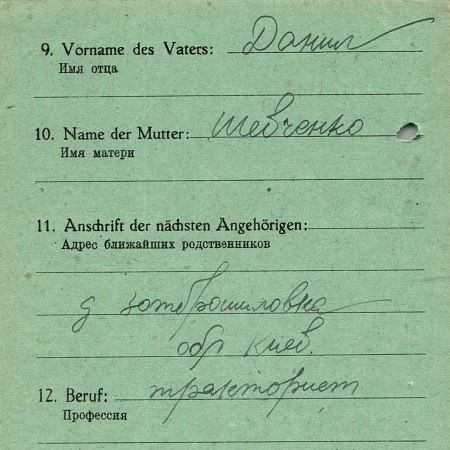 9. Vorname des Vaters: Данил
Имя отца
10. Name der Mutter: Шевченко
Имя матери
11. Anschrift der nächsten Angehörigen:
Адрес ближайших родственников
д
обл Киев.
12. Beruf: тракторист
Профессия